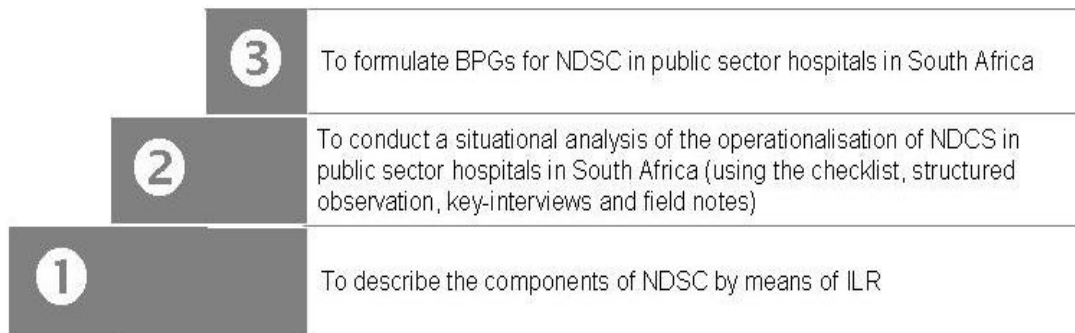 3
To formulate BPGs for NDSC in public sector hospitals in South Africa
2
To conduct a situational analysis of the operationalisation of NDCS in
public sector hospitals in South Africa (using the checklist, structured
observation, key-interviews and field notes)
1
To describe the components of NDSC by means of ILR